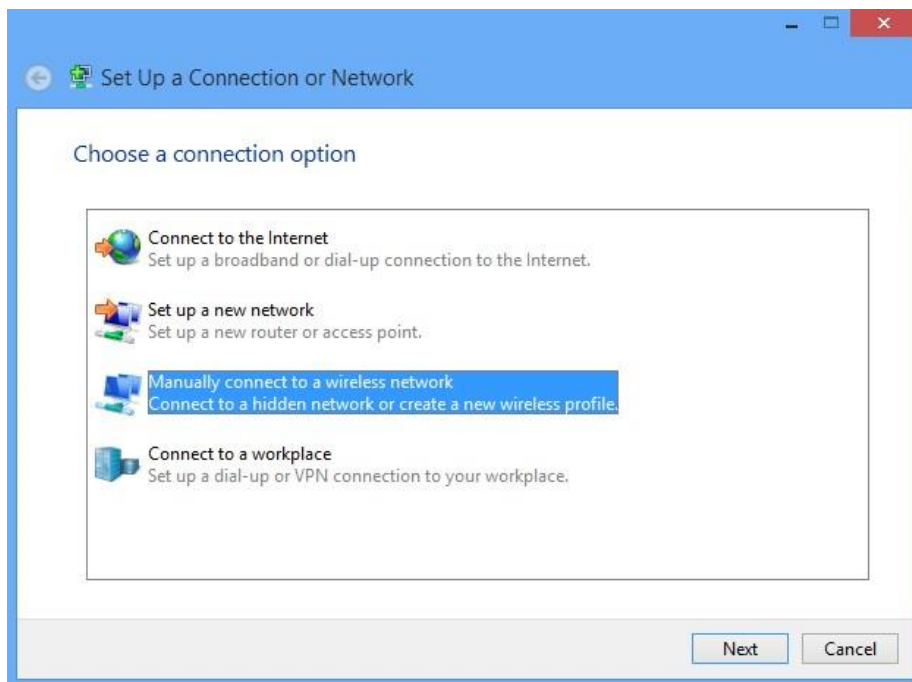 Set Up a Connection or Network
Choose a connection option
Connect to the Internet
Set up a broadband or dial-up connection to the Internet.
Set up a new network
Set up a new router or access point.
Manually connect to a wireless network
Connect to a hidden network or create a new wireless profile.
Connect to a workplace
Set up a dial-up or VPN connection to your workplace.
Next Cancel